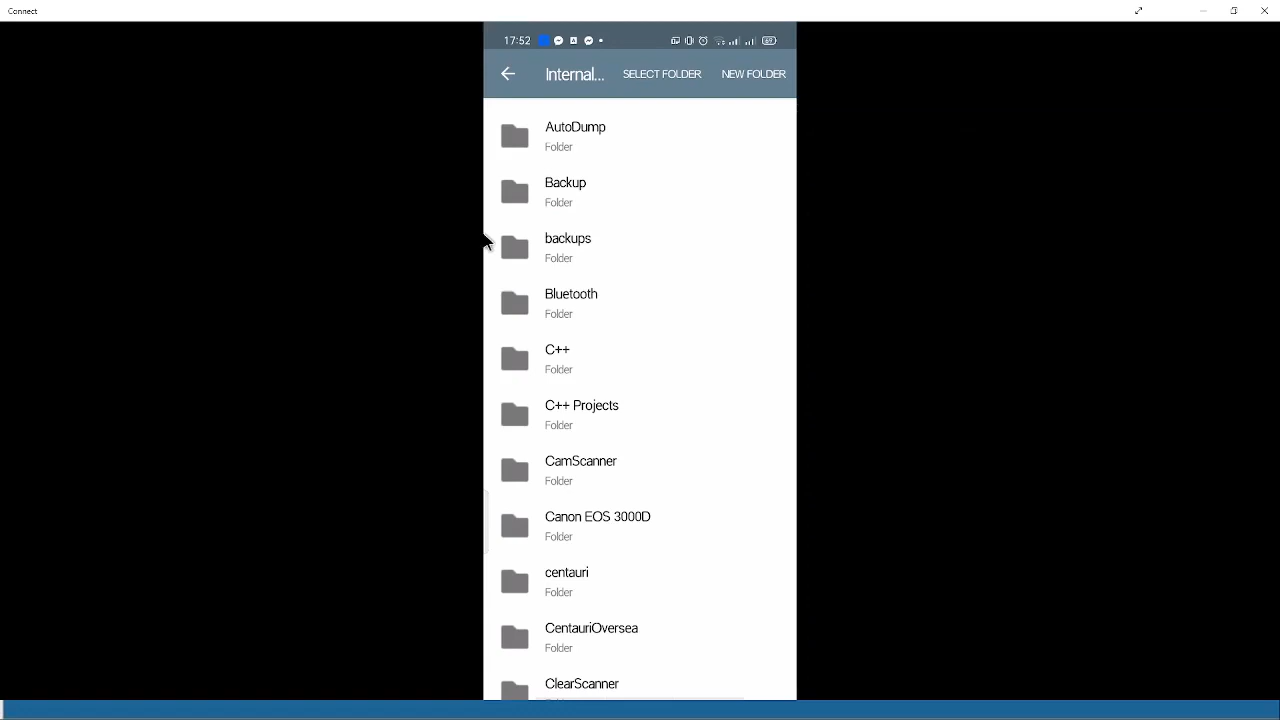 Connect
17:52
69
Internal... SELECT FOLDER NEW FOLDER
AutoDump
Folder
Backup
Folder
backups
Folder
Bluetooth
Folder
C++
Folder
C++ Projects
Folder
CamScanner
Folder
Canon EOS 3000D
Folder
centauri
Folder
CentauriOversea
Folder
ClearScanner